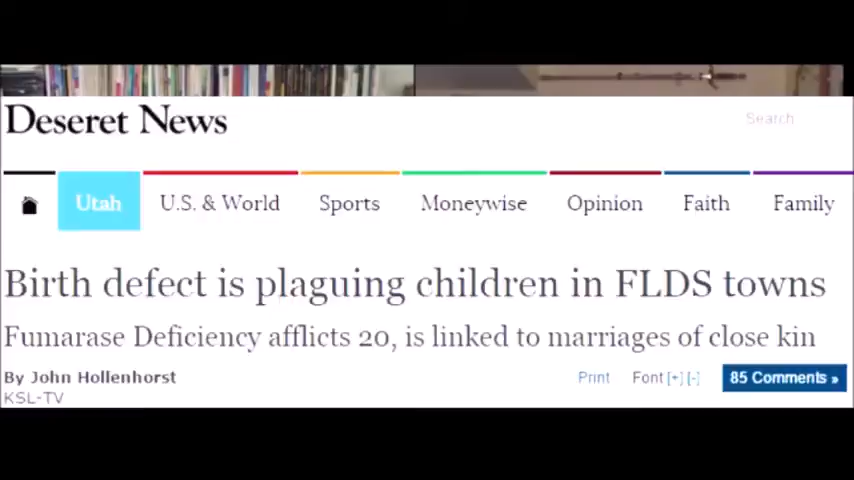 Deseret News
Search
Utah U.S. & World Sports Moneywise Opinion Faith Family
Birth defect is plaguing children in FLDS towns
Fumarase Deficiency afflicts 20, is linked to marriages of close kin
By John Hollenhorst
Print Font [+] [-] 85 Comments »
KSL-TV